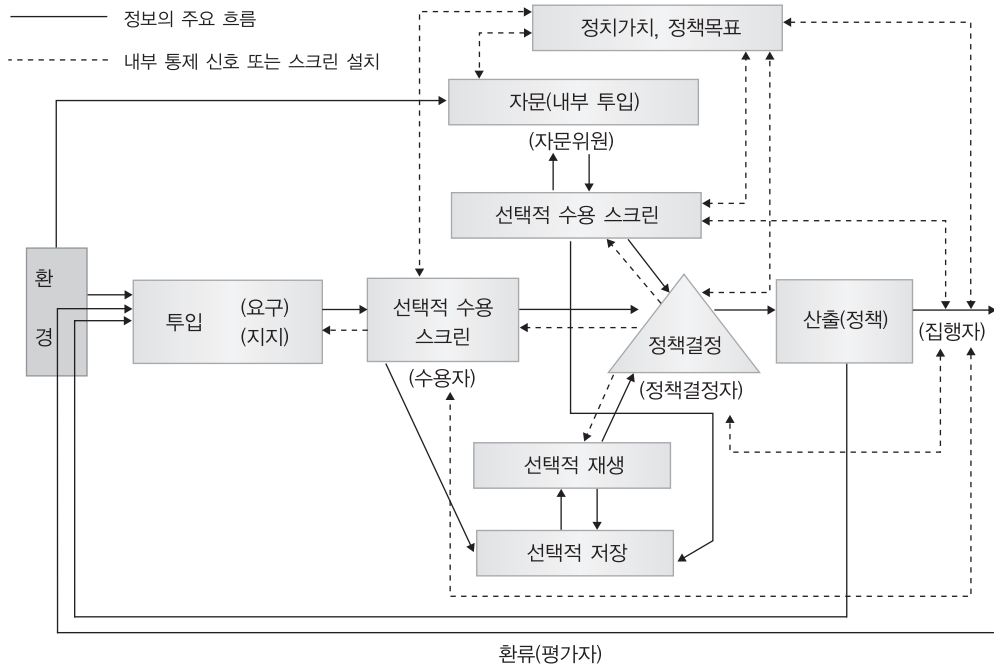 정보의 주요 흐름
내부 통제 신호 또는 스크린 설치
정치가치, 정책목표
자문(내부 투입)
(자문위원)
선택적 수용 스크린
환
경
투입
(요구)
(지지)
선택적 수용
스크린
(수용자)
정책결정
(정책결정자)
산출(정책)
(집행자)
선택적 재생
선택적 저장
환류(평가자)